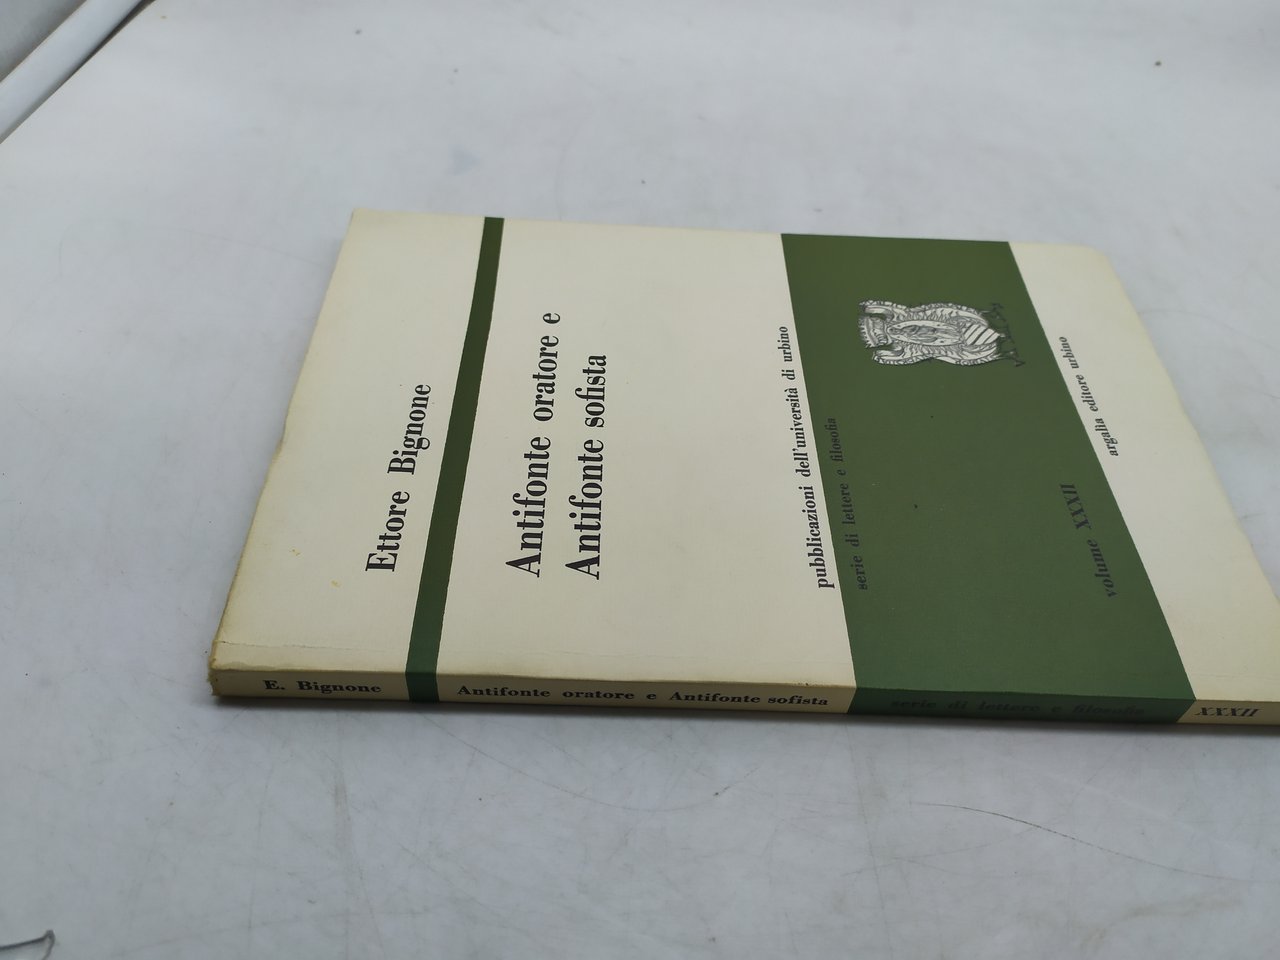 Ettore Bignone
Antifonte oratore e
Antifonte sofista
pubblicazioni dell'università di urbino
serie di lettere e filosofia
volume XXXII
argalìa editore urbino
E. Bignone
Antifonte oratore e Antifonte sofista
serie di lettere e filosofia
XXXII